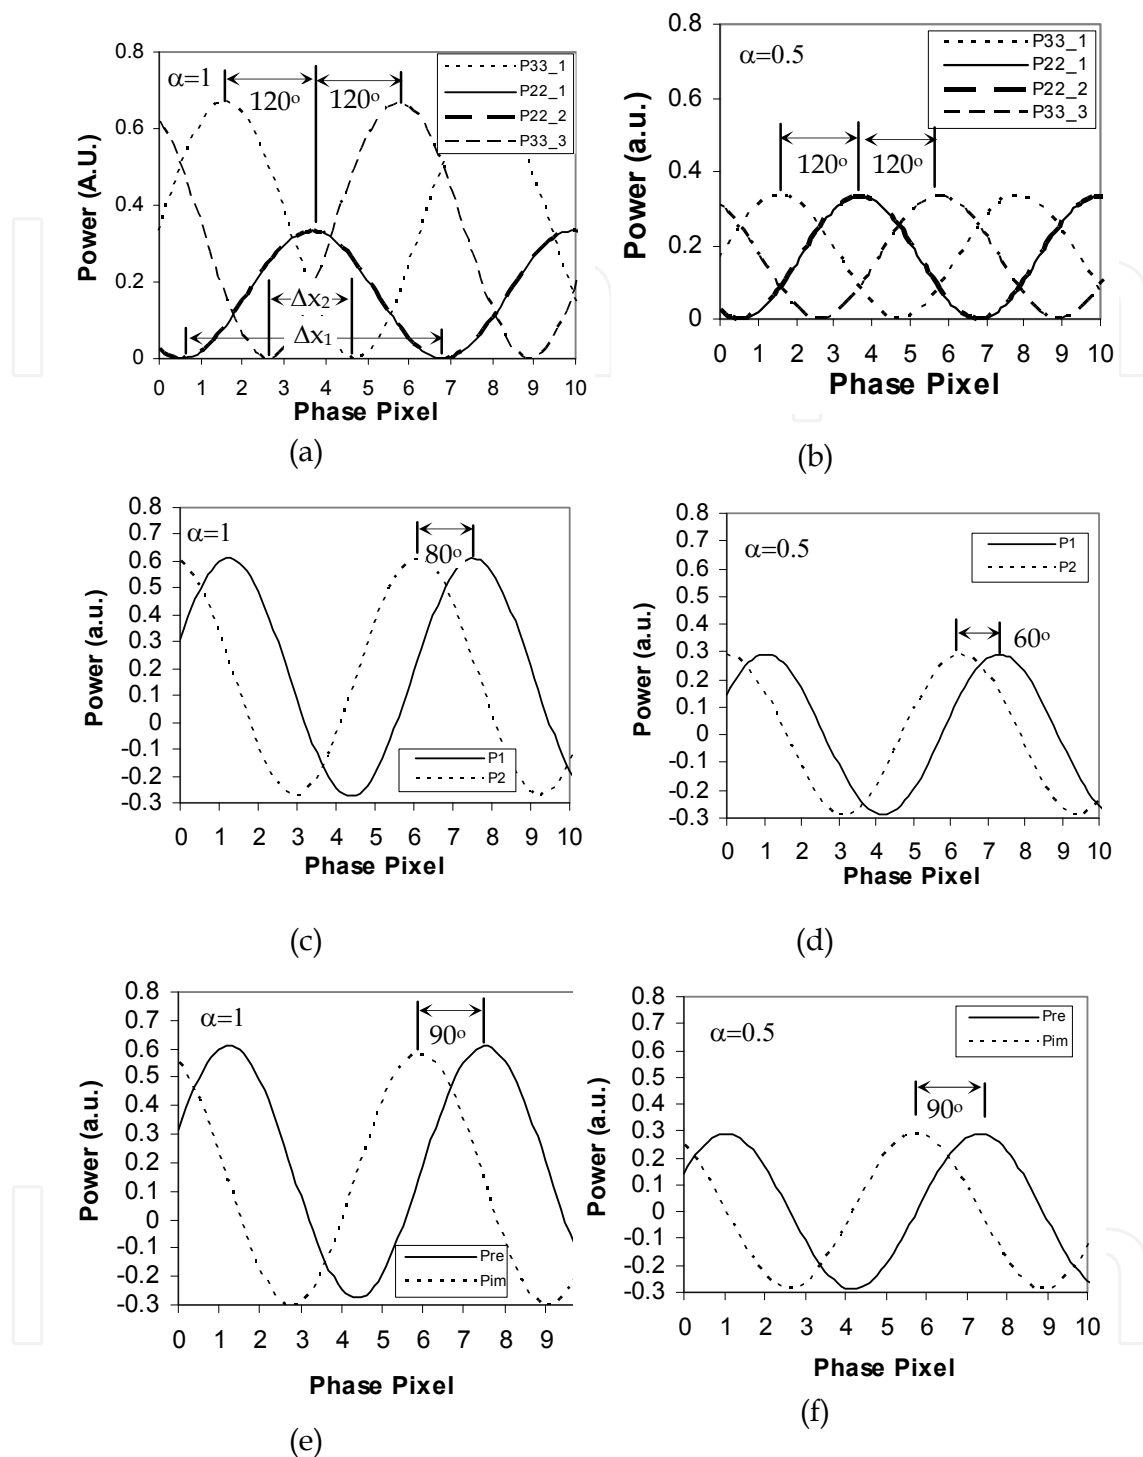 α=1
120° 120°
P33_1
P22_1
P22_2
P33_3
Power (A.U.)
0.8
0.6
0.4
0.2
0
Δx2
Δx1
0 1 2 3 4 5 6 7 8 9 10
Phase Pixel
(a)
α=0.5
120° 120°
P33_1
P22_1
P22_2
P33_3
Power (a.u.)
0.8
0.6
0.4
0.2
0
0 1 2 3 4 5 6 7 8 9 10
Phase Pixel
(b)
α=1
80°
Power (a.u.)
0.8
0.7
0.6
0.5
0.4
0.3
0.2
0.1
0
-0.1
-0.2
-0.3
P1
P2
0 1 2 3 4 5 6 7 8 9 10
Phase Pixel
(c)
α=0.5
60°
P1
P2
Power (a.u.)
0.8
0.7
0.6
0.5
0.4
0.3
0.2
0.1
0
-0.1
-0.2
-0.3
0 1 2 3 4 5 6 7 8 9 10
Phase Pixel
(d)
α=1
90°
Power (a.u.)
0.8
0.7
0.6
0.5
0.4
0.3
0.2
0.1
0
-0.1
-0.2
-0.3
Pre
Pim
0 1 2 3 4 5 6 7 8 9
Phase Pixel
(e)
α=0.5
90°
Pre
Pim
Power (a.u.)
0.8
0.7
0.6
0.5
0.4
0.3
0.2
0.1
0
-0.1
-0.2
-0.3
0 1 2 3 4 5 6 7 8 9 10
Phase Pixel
(f)